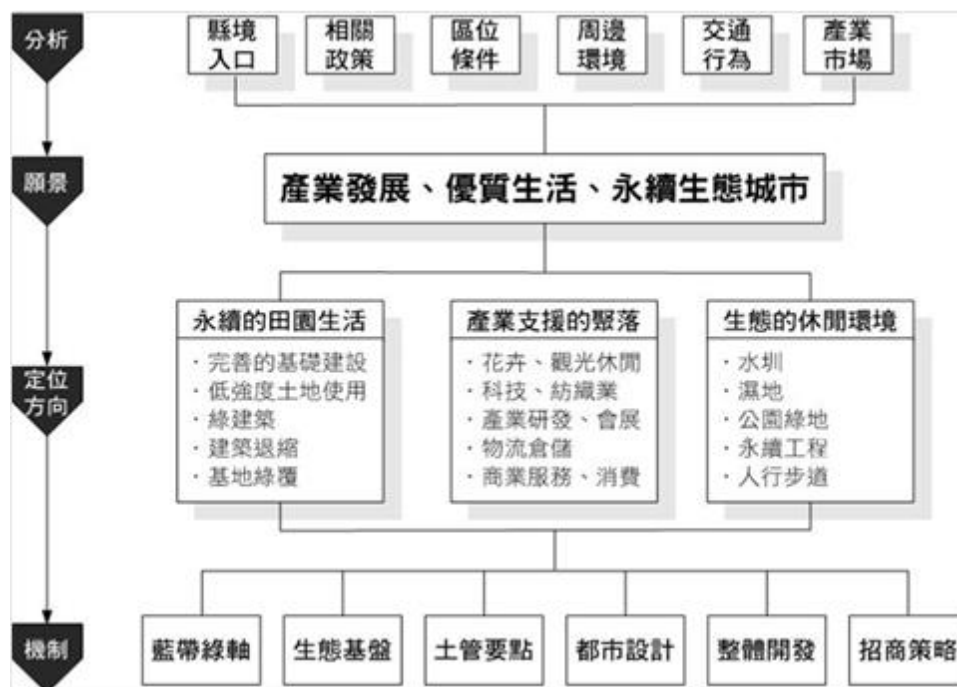 分析
縣境
入口
相關
政策
區位
條件
周邊
環境
交通
行為
產業
市場
願景
產業發展、優質生活、永續生態城市
定位
方向
永續的田園生活
・完善的基礎建設
・低強度土地使用
・綠建築
・建築退縮
・基地綠覆
產業支援的聚落
・花卉、觀光休閒
・科技、紡織業
・產業研發、會展
・物流倉儲
・商業服務、消費
生態的休閒環境
・水圳
・濕地
・公園綠地
・永續工程
・人行步道
機制
藍帶綠軸
生態基盤
土管要點
都市設計
整體開發
招商策略